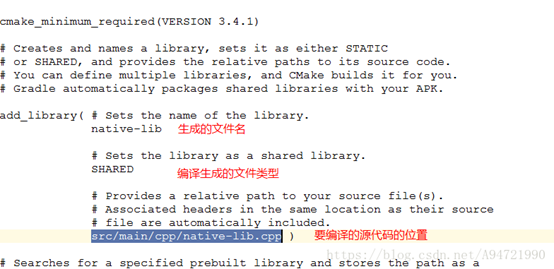 cmake_minimum_required(VERSION 3.4.1)
# Creates and names a library, sets it as either STATIC
# or SHARED, and provides the relative paths to its source code.
# You can define multiple libraries, and CMake builds it for you.
# Gradle automatically packages shared libraries with your APK.
add_library( # Sets the name of the library.
native-lib 生成的文件名
# Sets the library as a shared library.
SHARED 编译生成的文件类型
# Provides a relative path to your source file(s).
# Associated headers in the same location as their source
# file are automatically included.
src/main/cpp/native-lib.cpp ) 要编译的源代码的位置
https://blog.csdn.net/A94721990
# Searches for a specified prebuilt library and stores the path as a